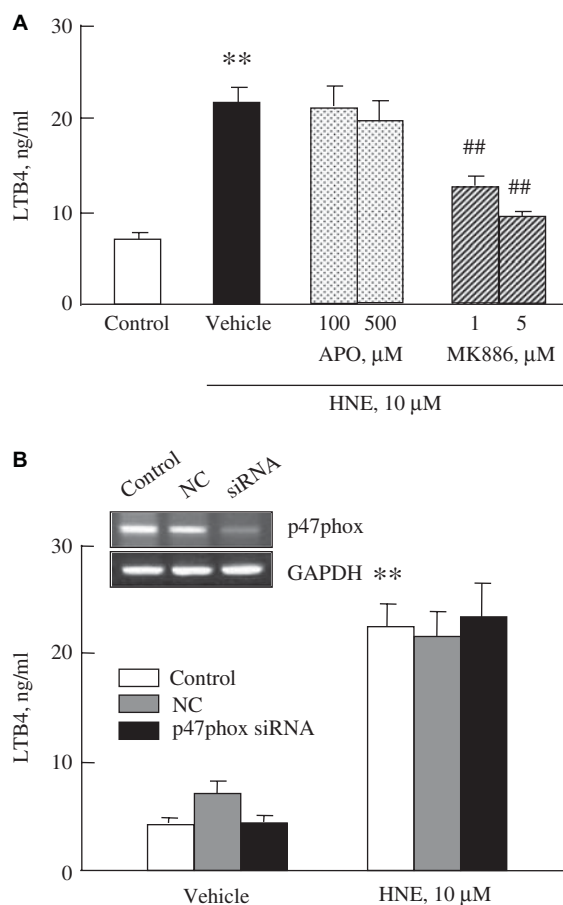 A
30
20
10
0
LTB4, ng/ml
**
##
##
Control Vehicle 100 500 1 5
APO, μM MK886, μM
HNE, 10 μM
B
Control NC siRNA
p47phox
GAPDH
30
20
10
0
LTB4, ng/ml
**
Control
NC
p47phox siRNA
Vehicle HNE, 10 μM